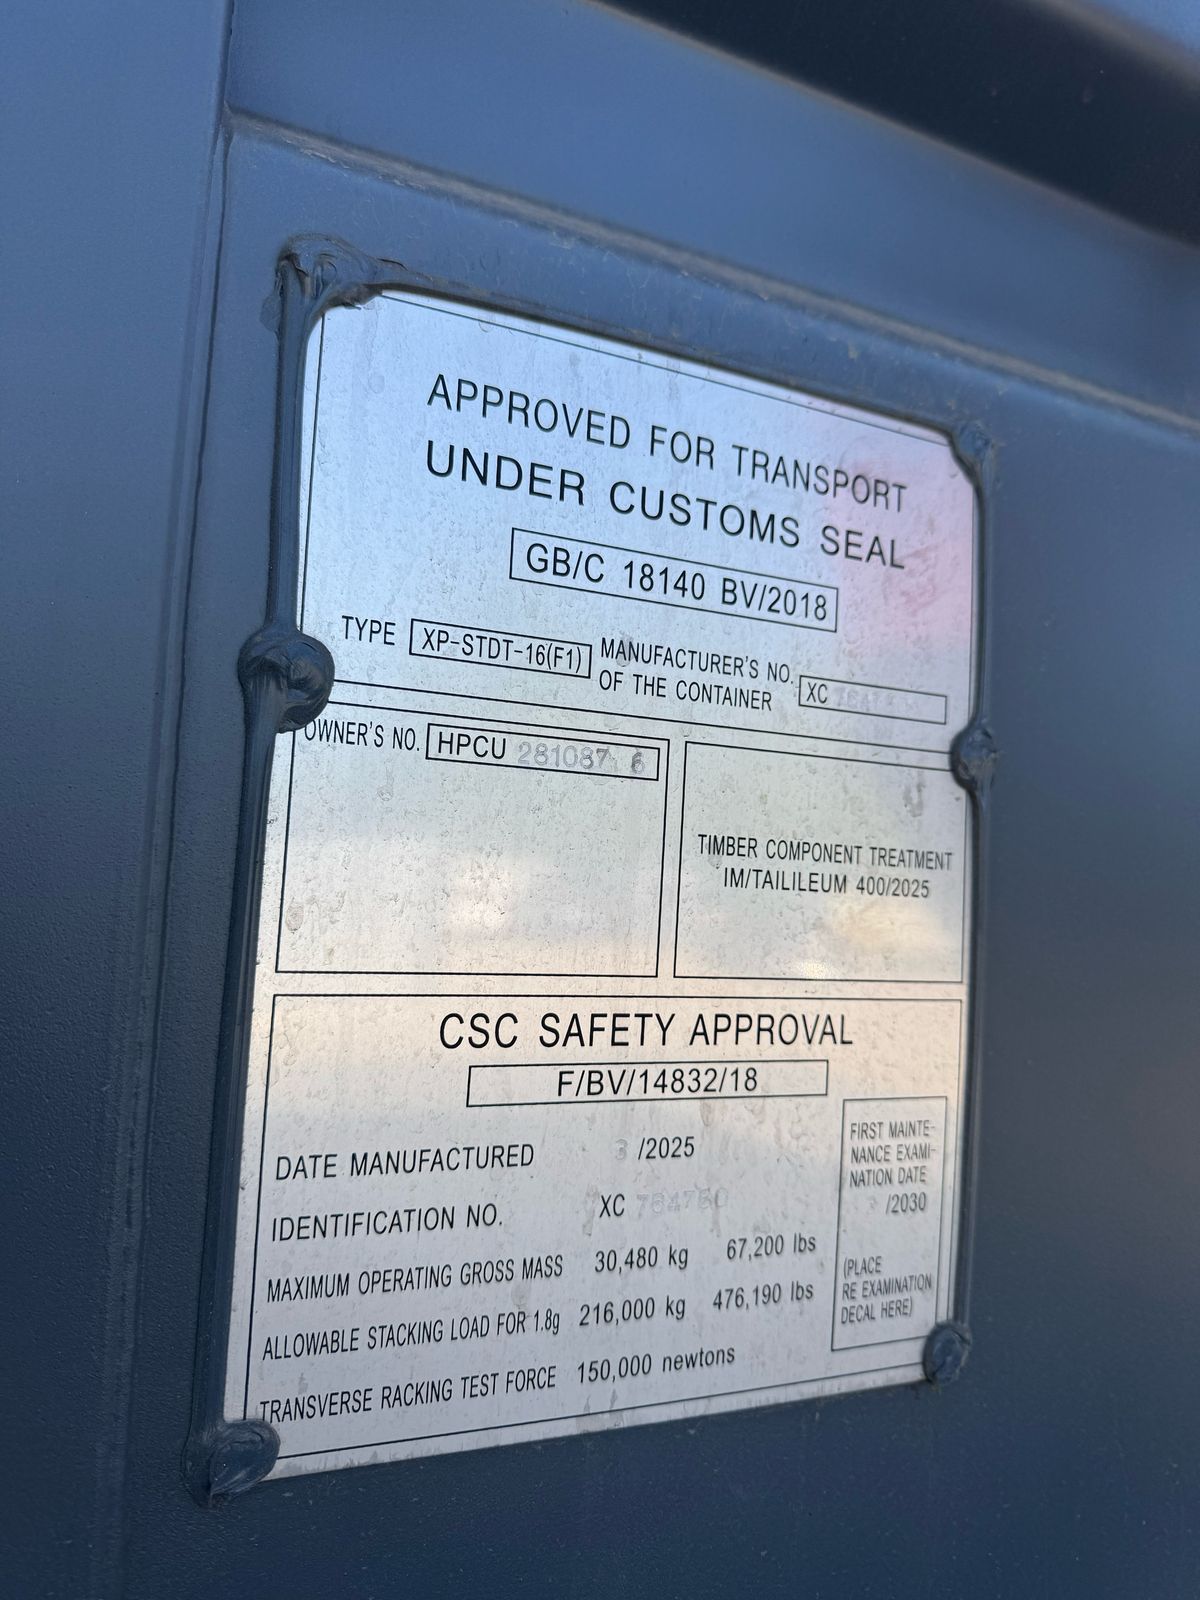 APPROVED FOR TRANSPORT
UNDER CUSTOMS SEAL
GB/C 18140 BV/2018
TYPE XP-STDT-16(F1) MANUFACTURER'S NO.
OF THE CONTAINER XC
OWNER'S NO. HPCU 281087 6
TIMBER COMPONENT TREATMENT
IM/TAILILEUM 400/2025
CSC SAFETY APPROVAL
F/BV/14832/18
DATE MANUFACTURED 3 /2025
IDENTIFICATION NO. XC
MAXIMUM OPERATING GROSS MASS 30,480 kg 67,200 lbs
ALLOWABLE STACKING LOAD FOR 1.8g 216,000 kg 476,190 lbs
TRANSVERSE RACKING TEST FORCE 150,000 newtons
FIRST MAINTE-
NANCE EXAMI-
NATION DATE
/2030
(PLACE
RE EXAMINATION
DECAL HERE)